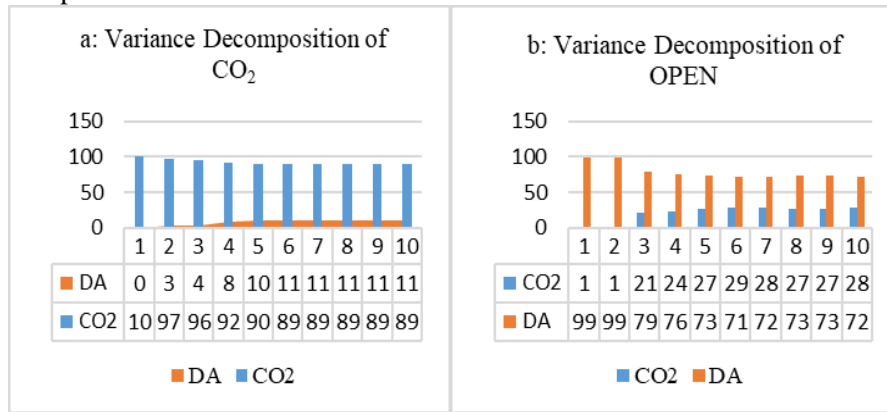 a: Variance Decomposition of
CO₂
150
100
50
0
1 2 3 4 5 6 7 8 9 10
DA 0 3 4 8 10 11 11 11 11 11
CO2 10 97 96 92 90 89 89 89 89 89
DA CO2
b: Variance Decomposition of
OPEN
150
100
50
0
1 2 3 4 5 6 7 8 9 10
CO2 1 1 21 24 27 29 28 27 27 28
DA 99 99 79 76 73 71 72 73 73 72
CO2 DA